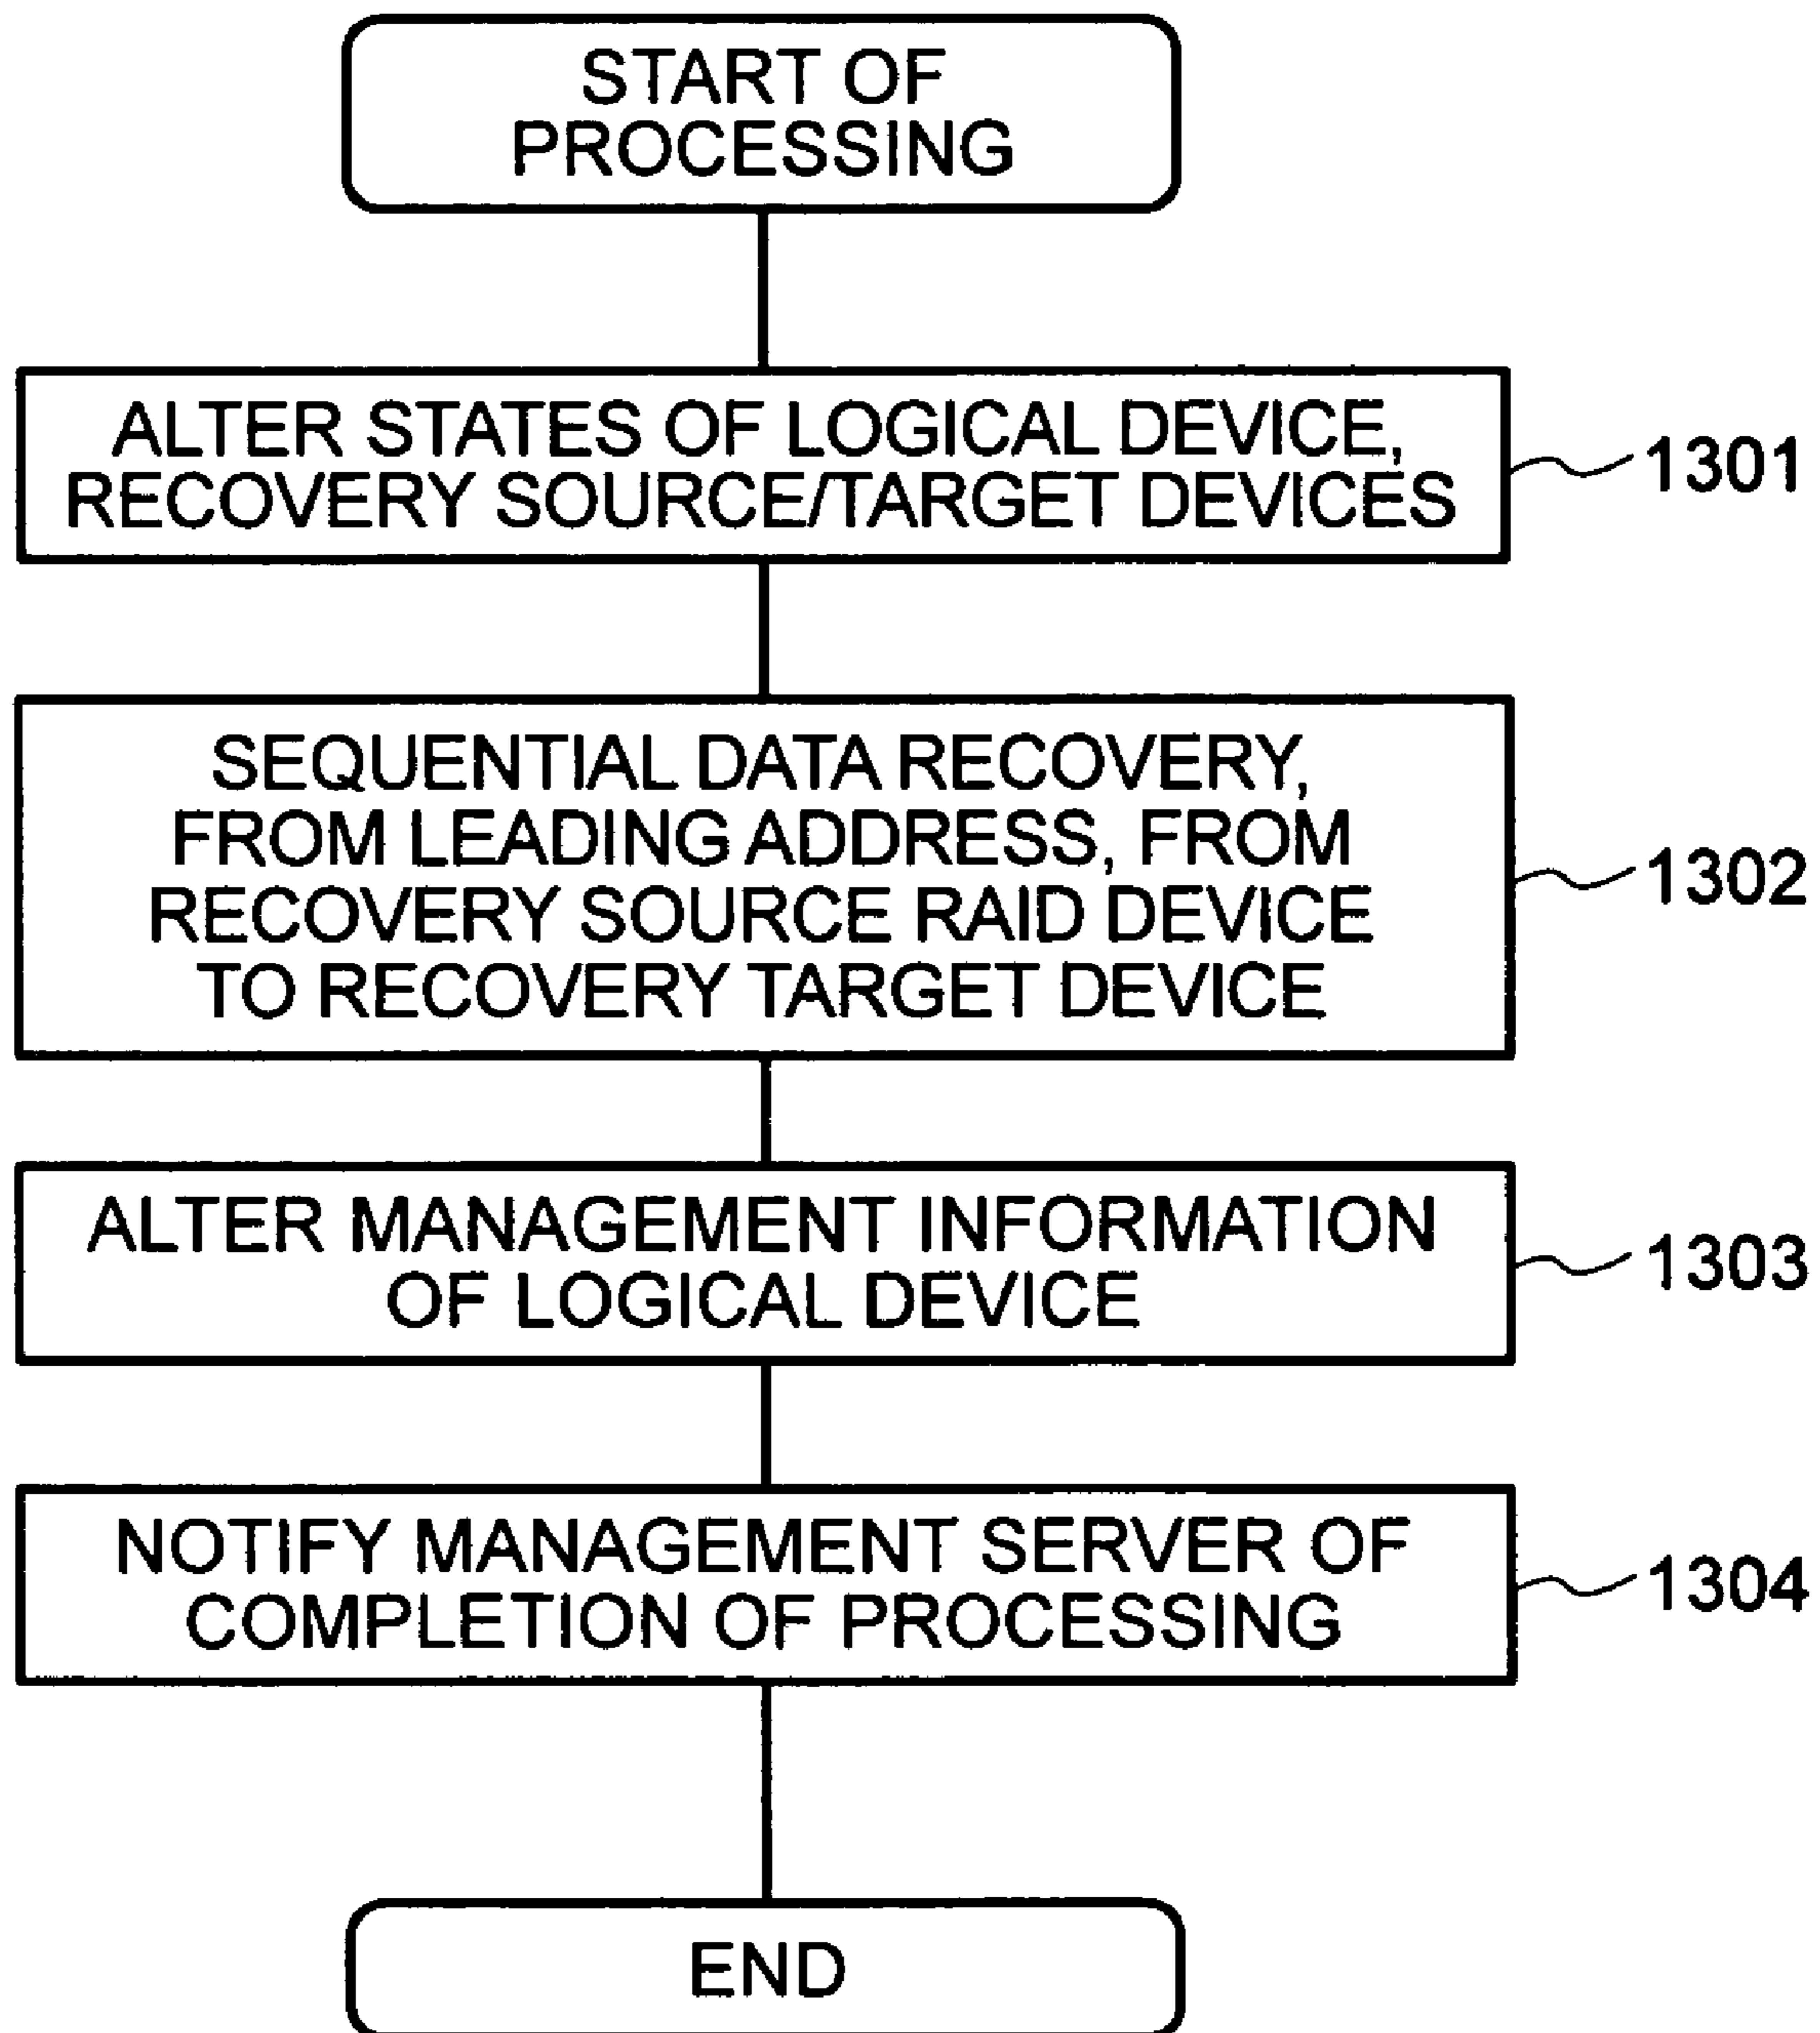 START OF
PROCESSING
ALTER STATES OF LOGICAL DEVICE,
RECOVERY SOURCE/TARGET DEVICES
1301
SEQUENTIAL DATA RECOVERY,
FROM LEADING ADDRESS, FROM
RECOVERY SOURCE RAID DEVICE
TO RECOVERY TARGET DEVICE
1302
ALTER MANAGEMENT INFORMATION
OF LOGICAL DEVICE
1303
NOTIFY MANAGEMENT SERVER OF
COMPLETION OF PROCESSING
1304
END